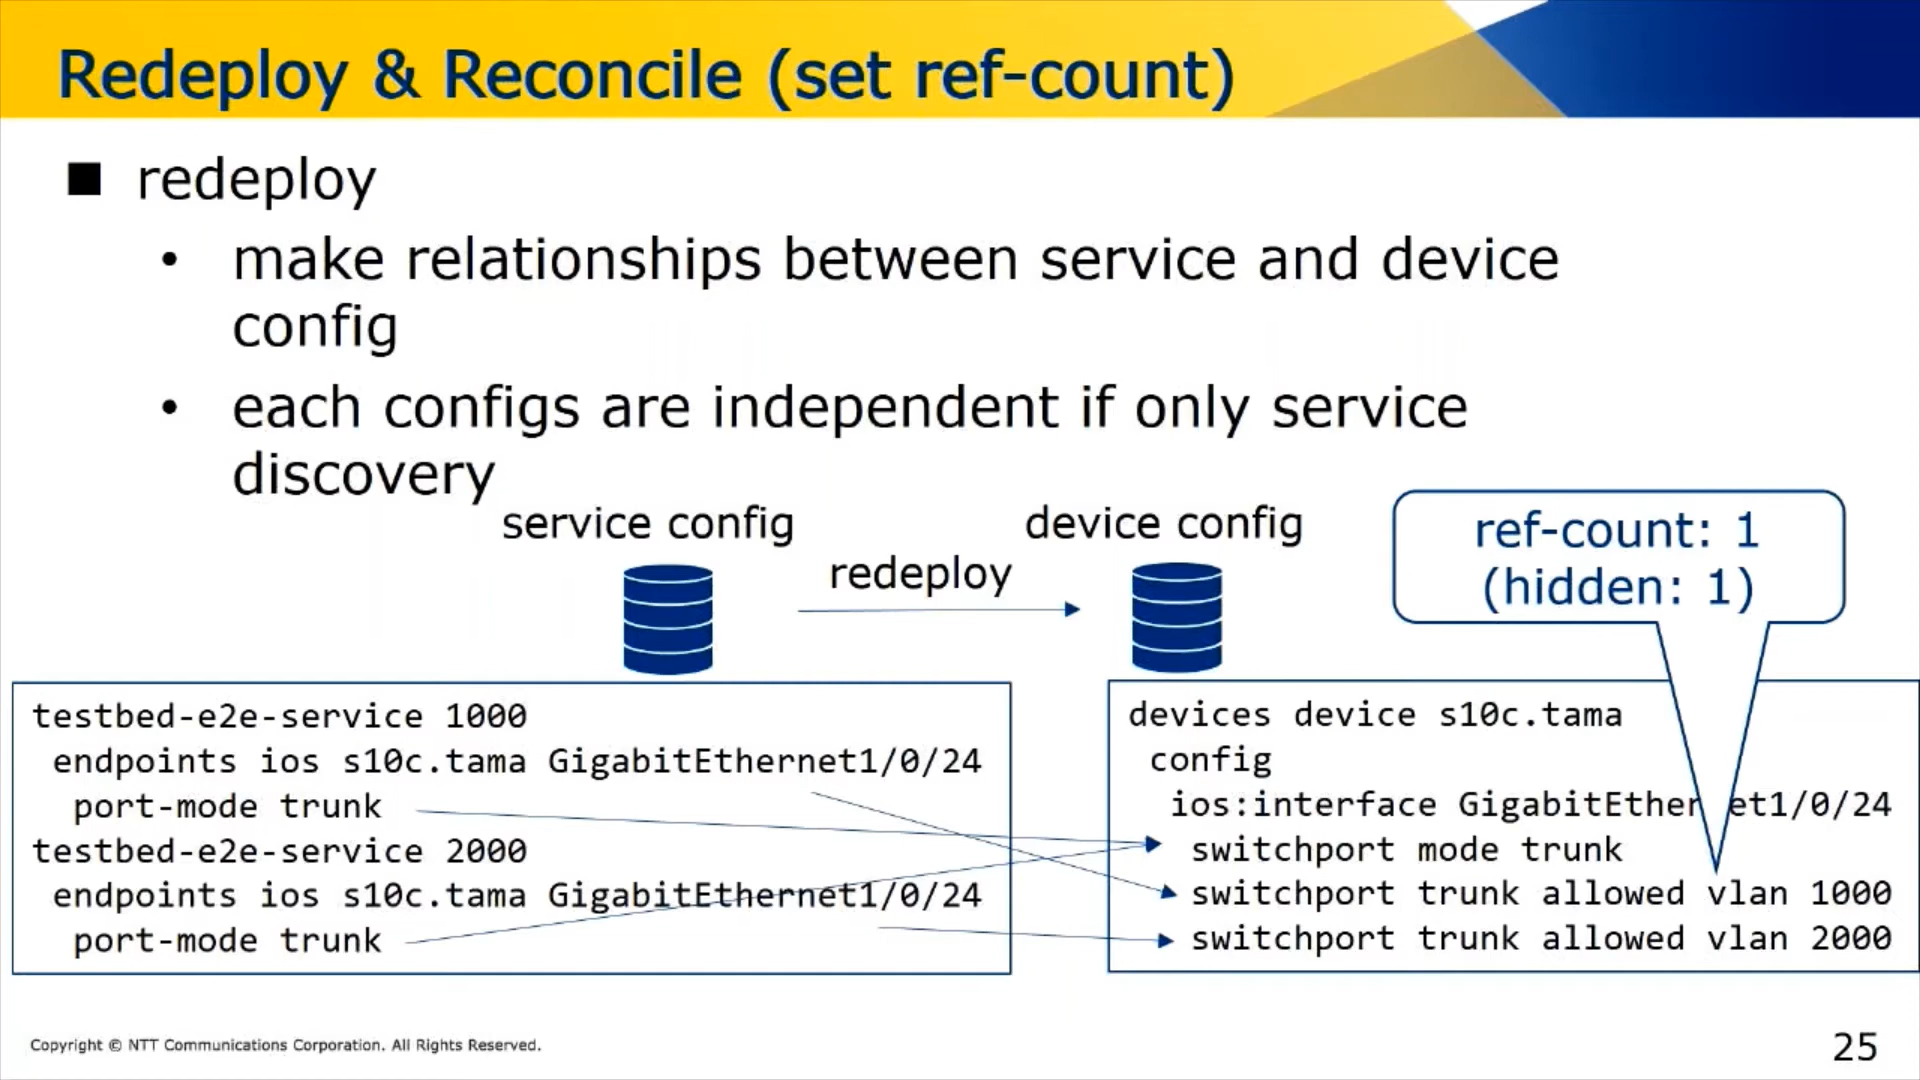 Redeploy & Reconcile (set ref-count)
■ redeploy
• make relationships between service and device
config
• each configs are independent if only service
discovery
service config
redeploy
device config
ref-count: 1
(hidden: 1)
testbed-e2e-service 1000
endpoints ios s10c.tama GigabitEthernet1/0/24
port-mode trunk
testbed-e2e-service 2000
endpoints ios s10c.tama GigabitEthernet1/0/24
port-mode trunk
devices device s10c.tama
config
ios:interface GigabitEther et1/0/24
switchport mode trunk
switchport trunk allowed vlan 1000
switchport trunk allowed vlan 2000
Copyright © NTT Communications Corporation. All Rights Reserved.
25